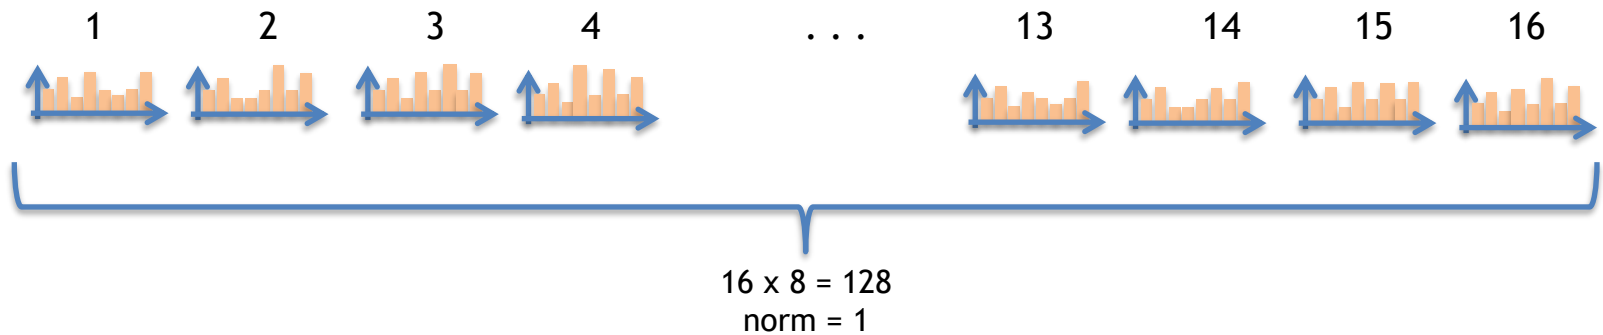 1 2 3 4 . . . 13 14 15 16
16 x 8 = 128
norm = 1